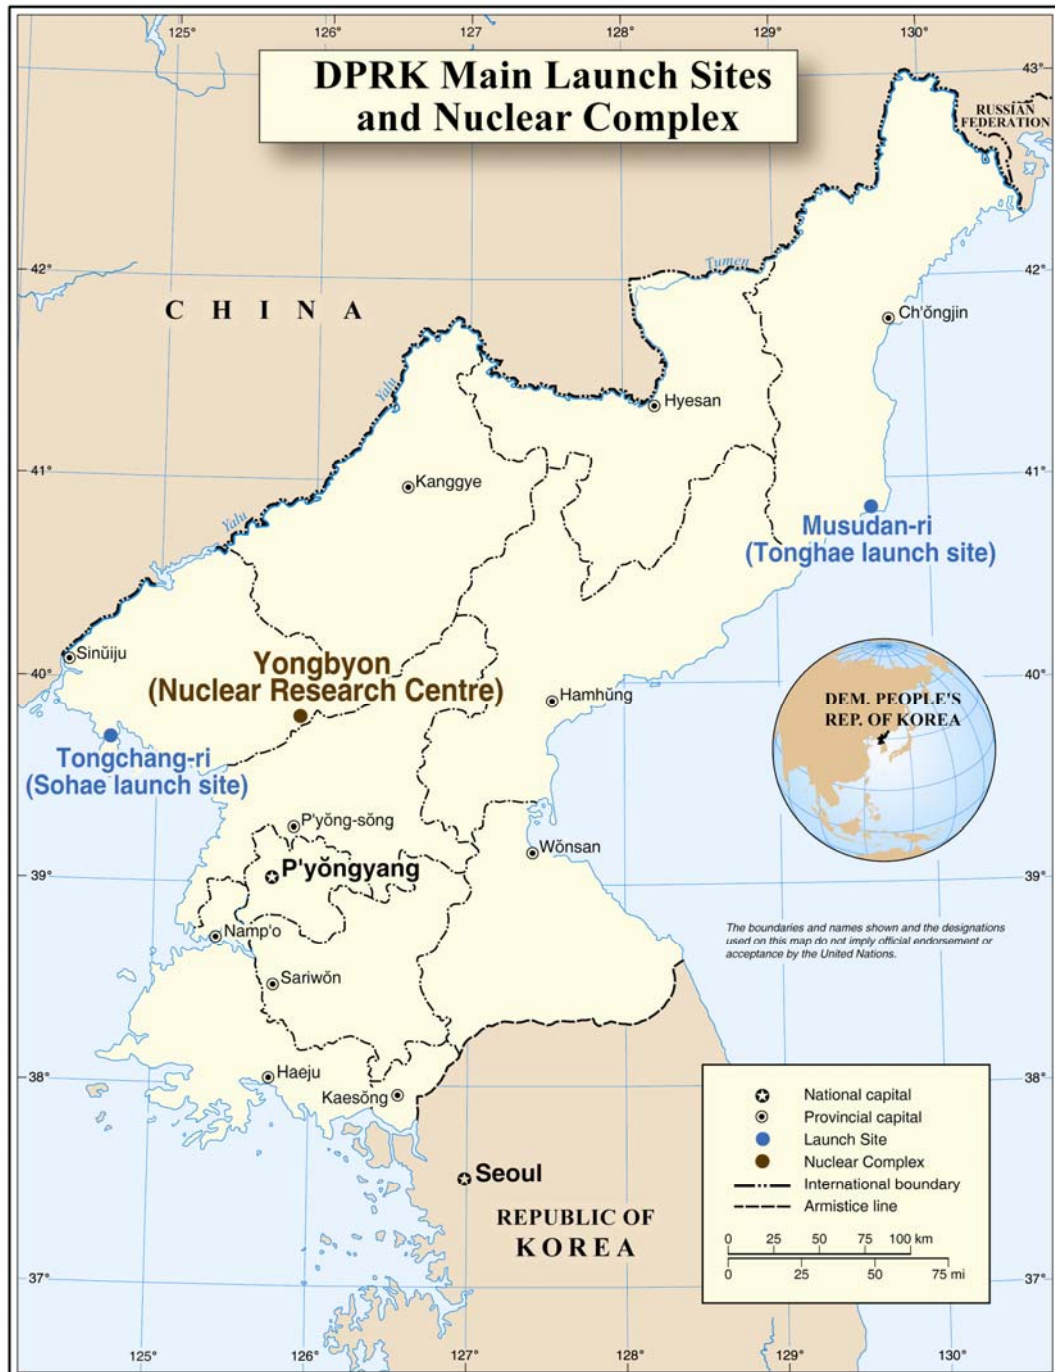 125°
126°
127°
128°
129°
130°
DPRK Main Launch Sites
and Nuclear Complex
43°
RUSSIAN
FEDERATION
42°
Tumen
42°
C H I N A
Ch'ŏngjin
Yalu
Hyesan
41°
Kanggye
41°
Musudan-ri
(Tonghae launch site)
Yalu
Sinŭiju
40°
Yongbyon
(Nuclear Research Centre)
Hamhŭng
40°
DEM. PEOPLE'S
REP. OF KOREA
Tongchang-ri
(Sohae launch site)
P'yŏng-sŏng
Wŏnsan
P'yŏngyang
39°
39°
Namp'o
The boundaries and names shown and the designations
used on this map do not imply official endorsement or
acceptance by the United Nations.
Sariwŏn
38°
Haeju
Kaesŏng
38°
National capital
Provincial capital
Launch Site
Nuclear Complex
International boundary
Armistice line
0 25 50 75 100 km
0 25 50 75 mi
Seoul
REPUBLIC OF
KOREA
37°
37°
125°
126°
127°
128°
129°
130°